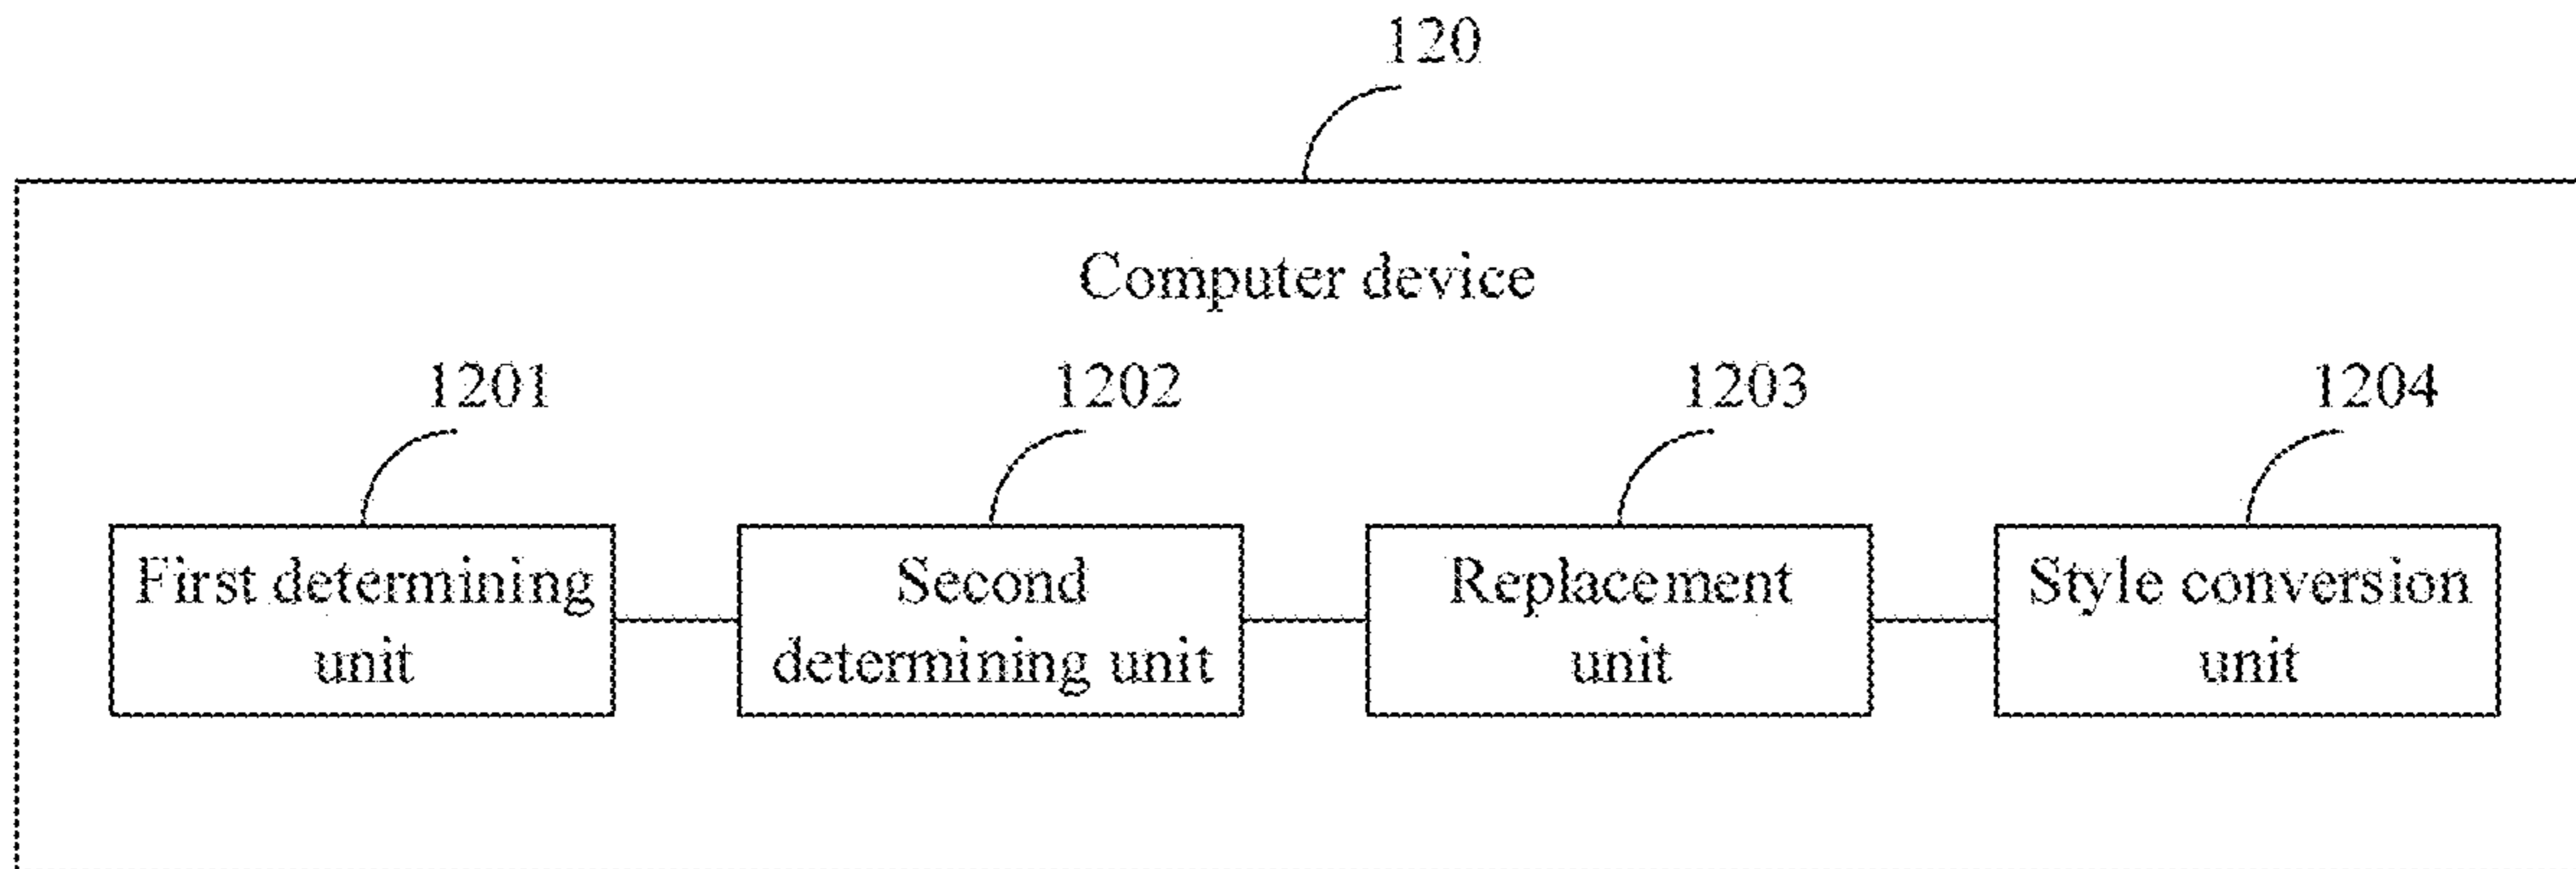 120
Computer device
1201
1202
1203
1204
First determining
unit
Second
determining unit
Replacement
unit
Style conversion
unit